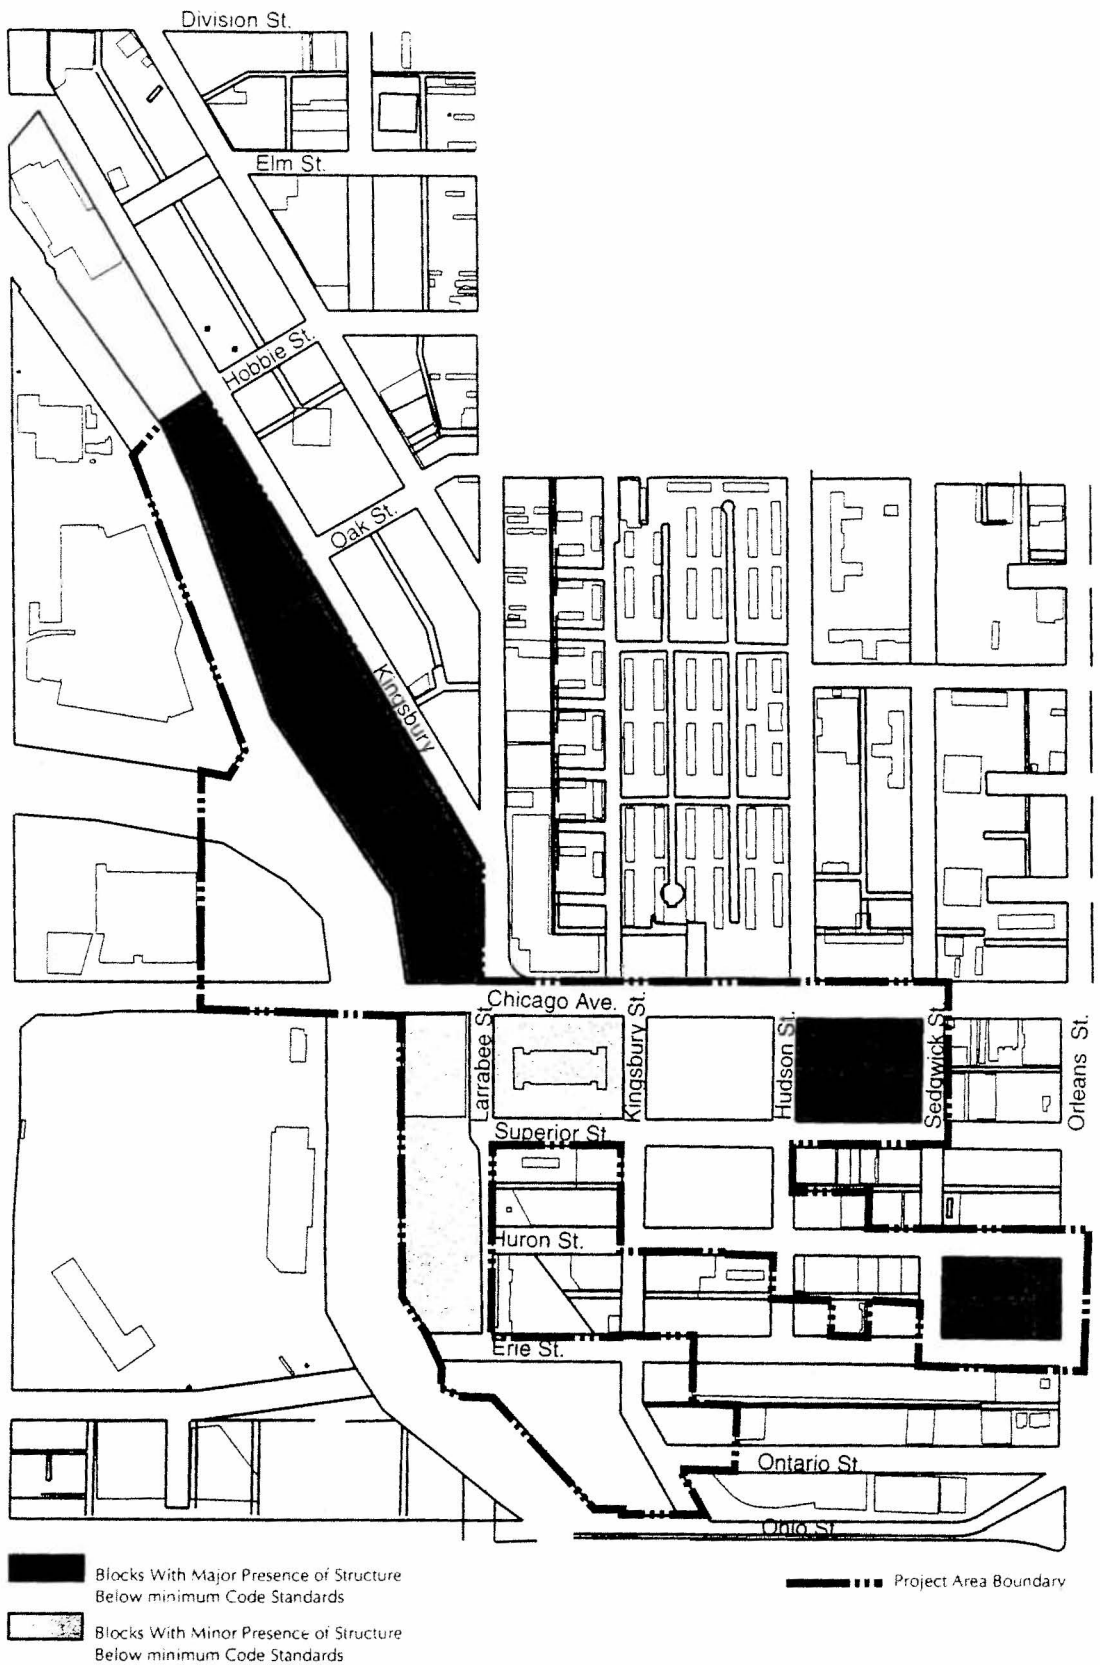 Division St.
Elm St.
Hobbie St.
Oak St.
Kingsbury
Chicago Ave.
Larrabee St.
Kingsbury St.
Hudson St.
Sedgwick St.
Orleans St.
Superior St.
Huron St.
Erie St.
Ontario St.
Ohio St.
Blocks With Major Presence of Structure
Below minimum Code Standards
Project Area Boundary
Blocks With Minor Presence of Structure
Below minimum Code Standards